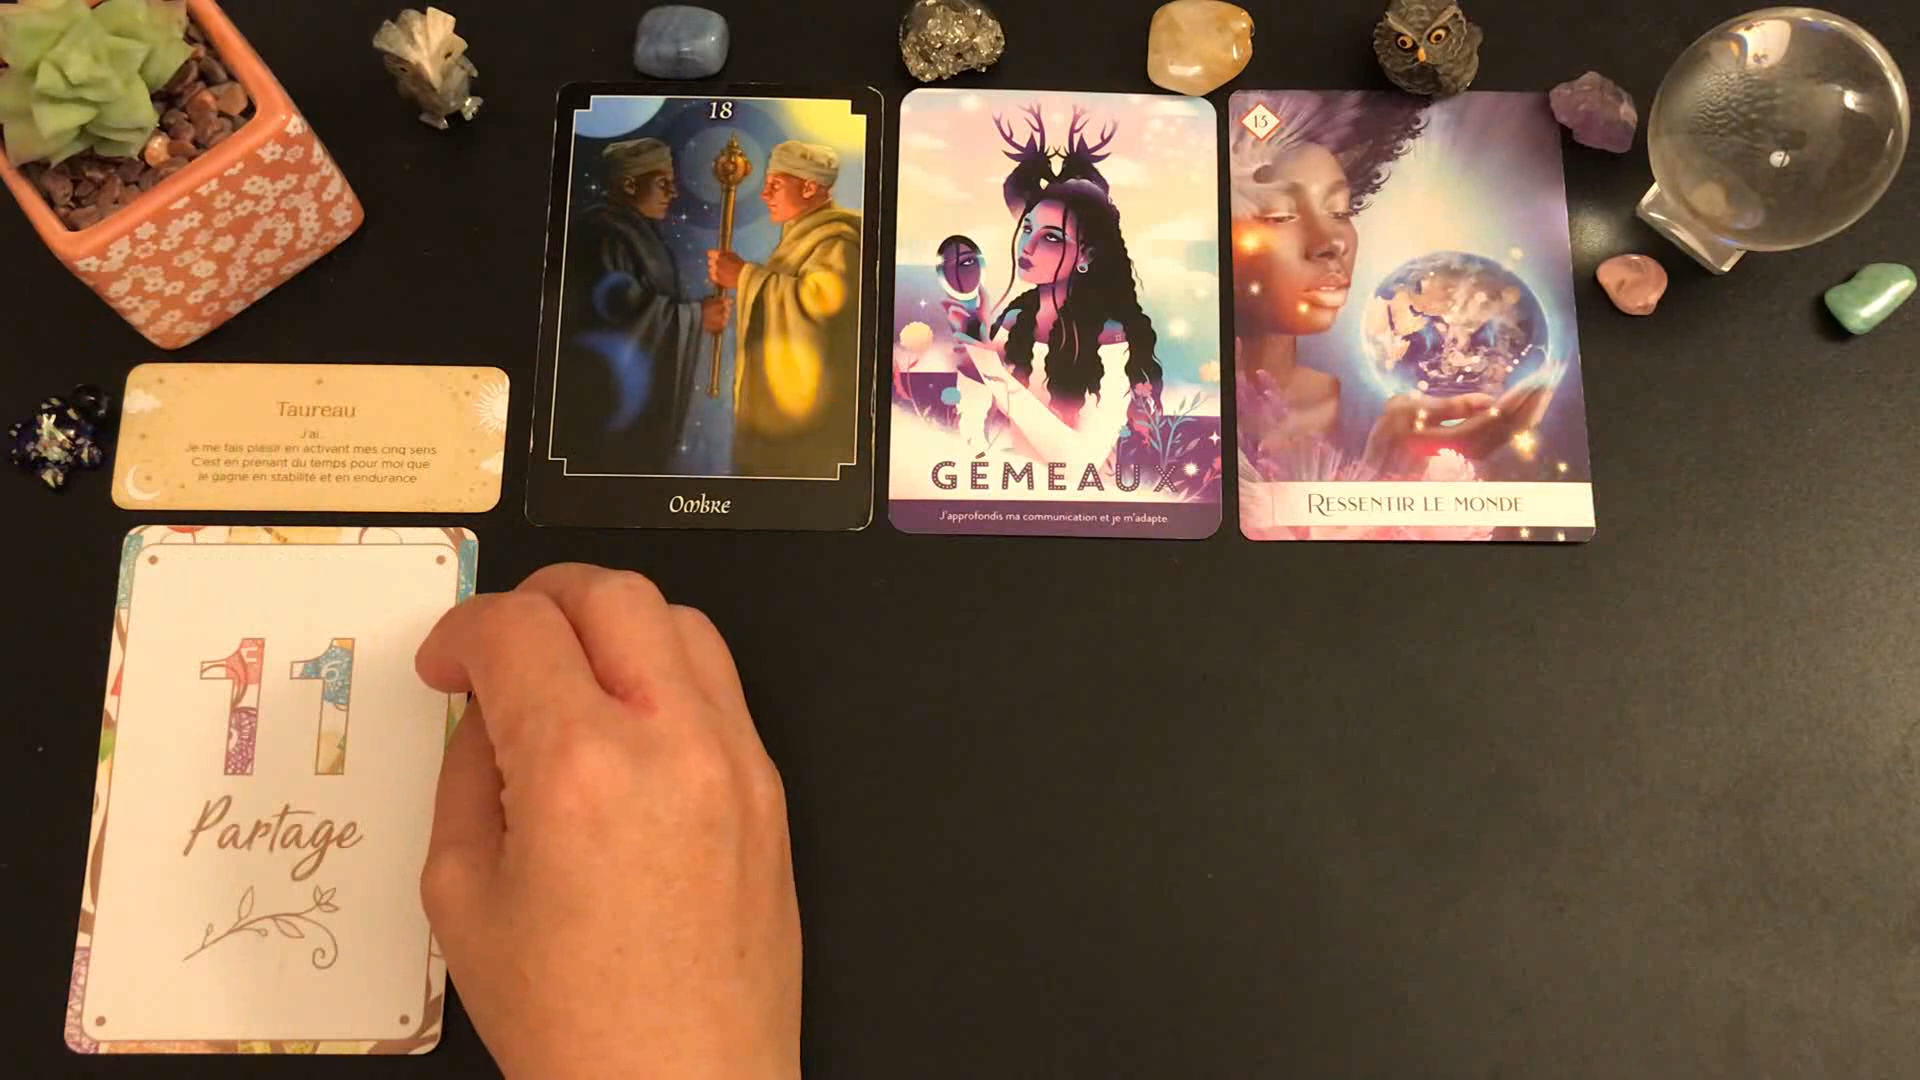 Taureau
J'ai...
Je me fais plaisir en activant mes cinq sens
C'est en prenant du temps pour moi que
je gagne en stabilité et en endurance
18
Ombre
GÉMEAUX
J'approfondis ma communication et je m'adapte
13
RESSENTIR LE MONDE
11
Partage